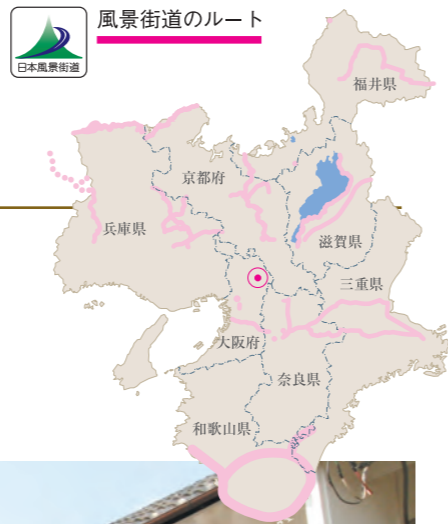 風景街道のルート
日本風景街道
福井県
京都府
兵庫県
滋賀県
三重県
大阪府
奈良県
和歌山県